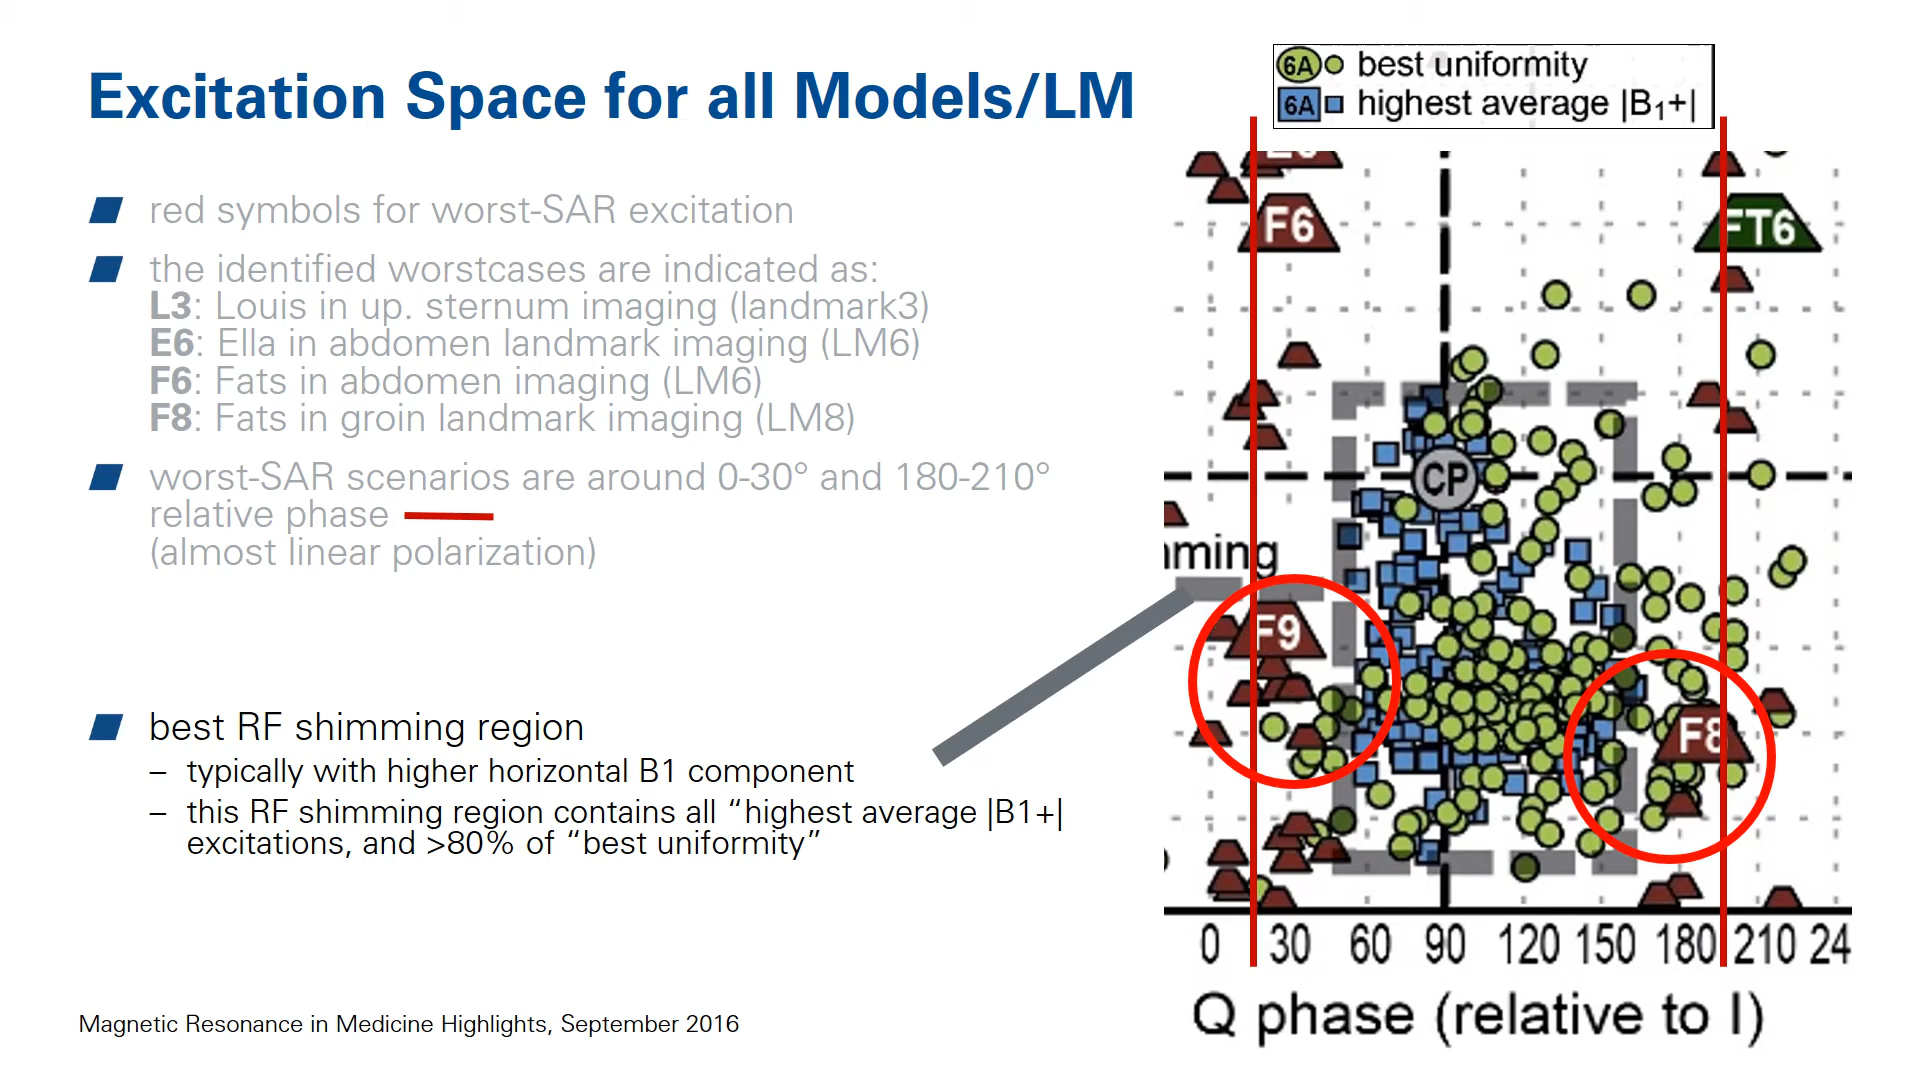 Excitation Space for all Models/LM
red symbols for worst-SAR excitation
the identified worstcases are indicated as:
L3: Louis in up. sternum imaging (landmark3)
E6: Ella in abdomen landmark imaging (LM6)
F6: Fats in abdomen imaging (LM6)
F8: Fats in groin landmark imaging (LM8)
worst-SAR scenarios are around 0-30° and 180-210°
relative phase
(almost linear polarization)
best RF shimming region
– typically with higher horizontal B1 component
– this RF shimming region contains all “highest average |B1+|
excitations, and >80% of “best uniformity”
Magnetic Resonance in Medicine Highlights, September 2016
6A best uniformity
6A highest average |B₁+|
F6
FT6
CP
mming
F9
F8
0 30 60 90 120 150 180 210 24
Q phase (relative to I)